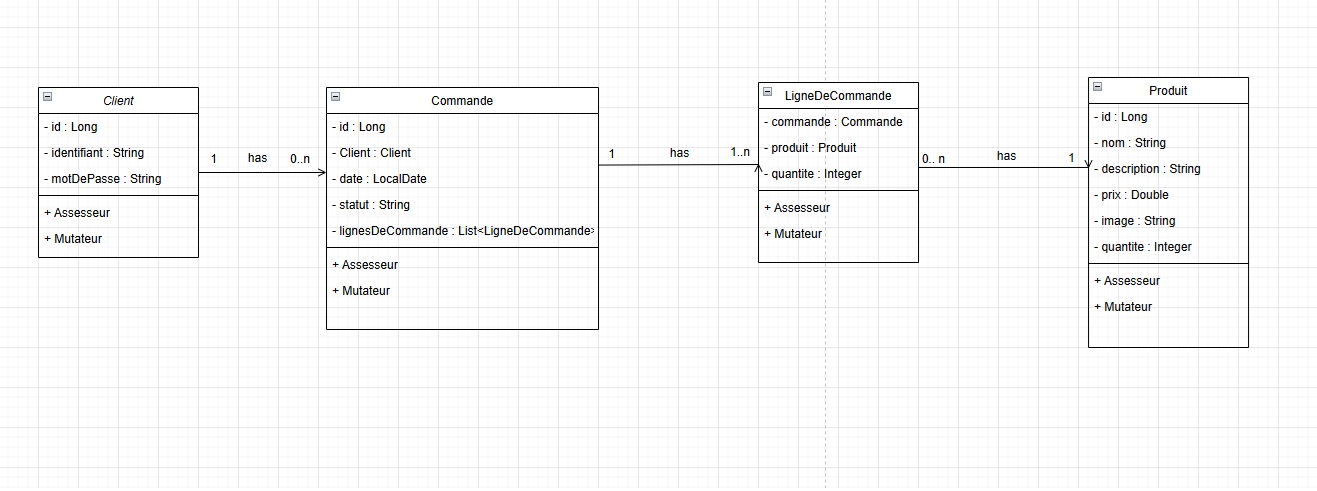 Client
- id : Long
- identifiant : String
- motDePasse : String
+ Assesseur
+ Mutateur
1 has 0..n
Commande
- id : Long
- Client : Client
- date : LocalDate
- statut : String
- lignesDeCommande : List<LigneDeCommande>
+ Assesseur
+ Mutateur
1 has 1..n
LigneDeCommande
- commande : Commande
- produit : Produit
- quantite : Integer
+ Assesseur
+ Mutateur
0.. n has 1
Produit
- id : Long
- nom : String
- description : String
- prix : Double
- image : String
- quantite : Integer
+ Assesseur
+ Mutateur